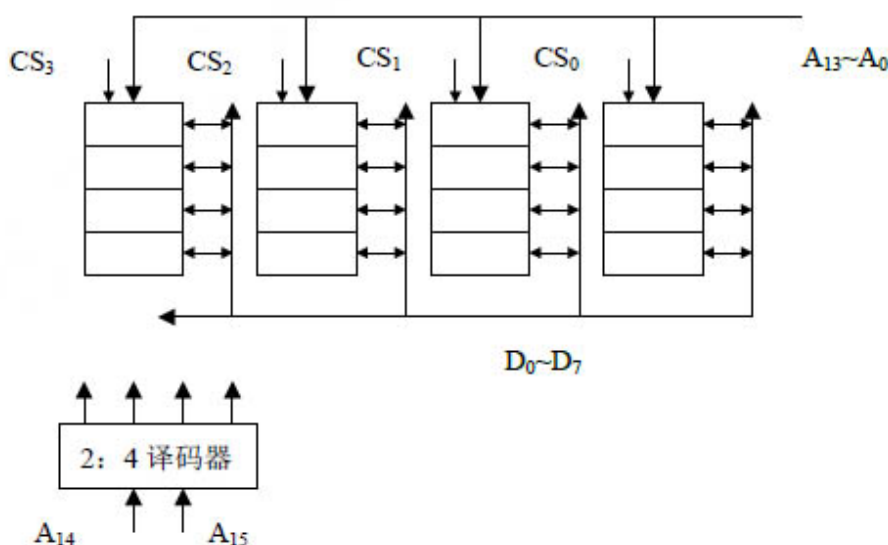 CS₃ CS₂ CS₁ CS₀ A₁₃~A₀
D₀~D₇
2：4 译码器
A₁₄ A₁₅